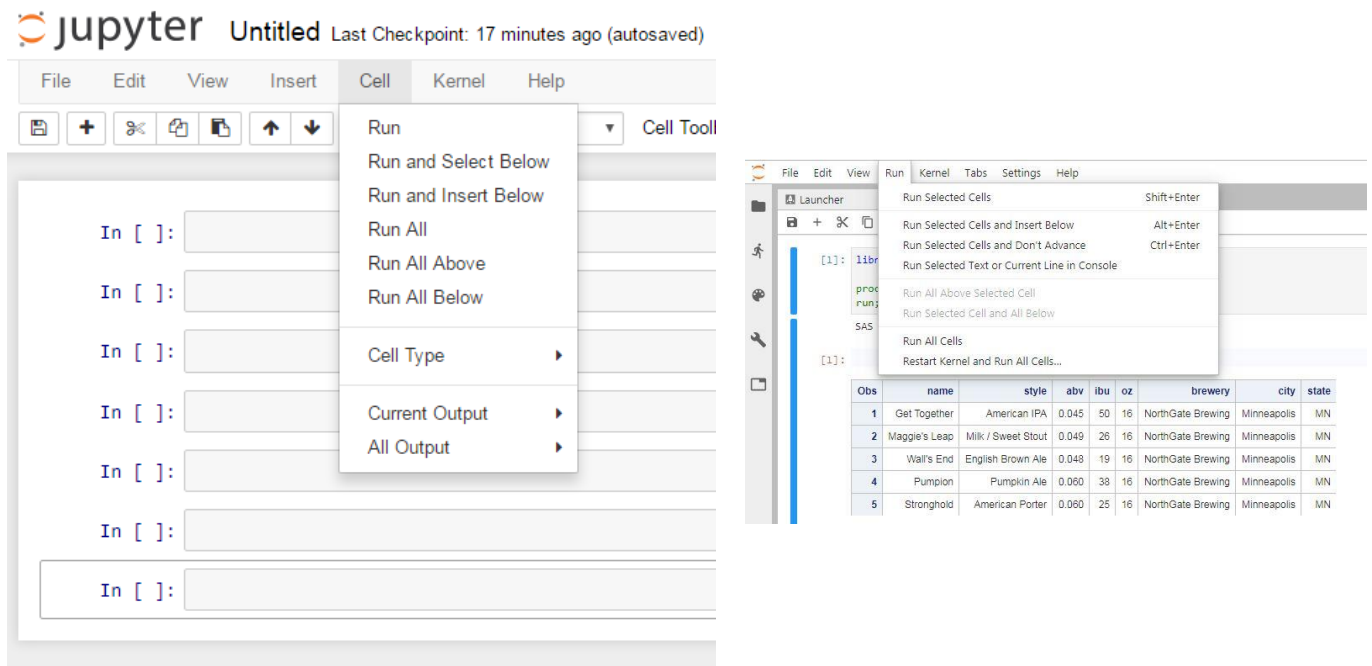 jupyter Untitled Last Checkpoint: 17 minutes ago (autosaved)
File Edit View Insert Cell Kernel Help
Cell Tooll
Run
Run and Select Below
Run and Insert Below
Run All
Run All Above
Run All Below
Cell Type
Current Output
All Output
In [ ]:
In [ ]:
In [ ]:
In [ ]:
In [ ]:
In [ ]:
In [ ]:
File Edit View Run Kernel Tabs Settings Help
Launcher
Run Selected Cells Shift+Enter
Run Selected Cells and Insert Below Alt+Enter
Run Selected Cells and Don't Advance Ctrl+Enter
Run Selected Text or Current Line in Console
Run All Above Selected Cell
Run Selected Cell and All Below
Run All Cells
Restart Kernel and Run All Cells...
[1]: libr
proc
run;
SAS
[1]:
Obs name style abv ibu oz brewery city state
1 Get Together American IPA 0.045 50 16 NorthGate Brewing Minneapolis MN
2 Maggie's Leap Milk / Sweet Stout 0.049 26 16 NorthGate Brewing Minneapolis MN
3 Wall's End English Brown Ale 0.048 19 16 NorthGate Brewing Minneapolis MN
4 Pumpion Pumpkin Ale 0.060 38 16 NorthGate Brewing Minneapolis MN
5 Stronghold American Porter 0.060 25 16 NorthGate Brewing Minneapolis MN